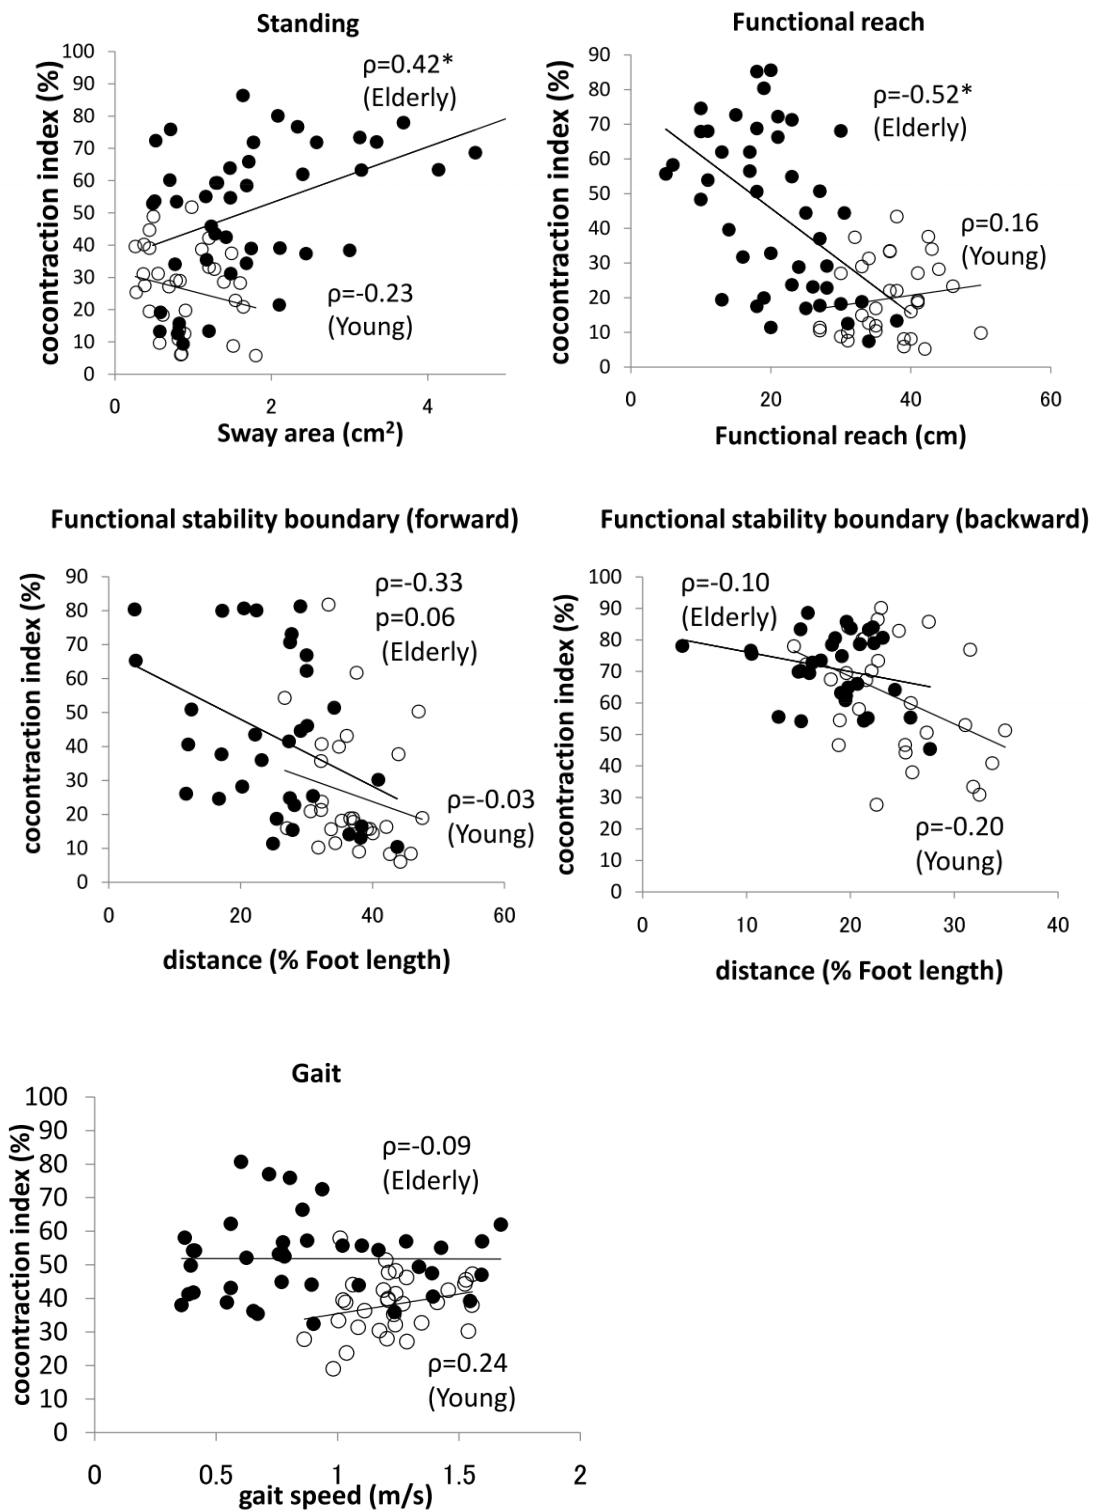 Standing
cocontraction index (%)
100
90
80
70
60
50
40
30
20
10
0
ρ=0.42*
(Elderly)
ρ=-0.23
(Young)
0
2
4
Sway area (cm²)
Functional reach
cocontraction index (%)
90
80
70
60
50
40
30
20
10
0
ρ=-0.52*
(Elderly)
ρ=0.16
(Young)
0
20
40
60
Functional reach (cm)
Functional stability boundary (forward)
cocontraction index (%)
90
80
70
60
50
40
30
20
10
0
ρ=-0.33
p=0.06
(Elderly)
ρ=-0.03
(Young)
0
20
40
60
distance (% Foot length)
Functional stability boundary (backward)
cocontraction index (%)
100
90
80
70
60
50
40
30
20
10
0
ρ=-0.10
(Elderly)
ρ=-0.20
(Young)
0
10
20
30
40
distance (% Foot length)
Gait
cocontraction index (%)
100
90
80
70
60
50
40
30
20
10
0
ρ=-0.09
(Elderly)
ρ=0.24
(Young)
0
0.5
1
1.5
2
gait speed (m/s)